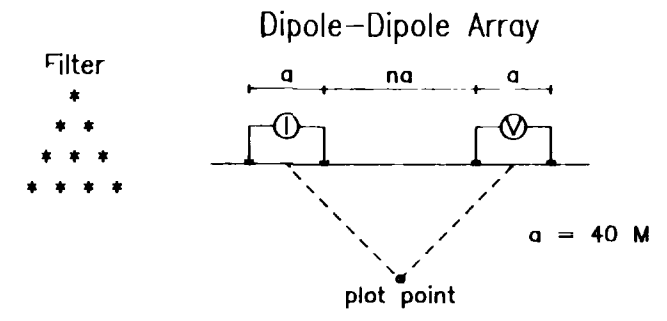 Dipole-Dipole Array
Filter
*
* *
* * *
* * * *
a na a
I V
a = 40 M
plot point